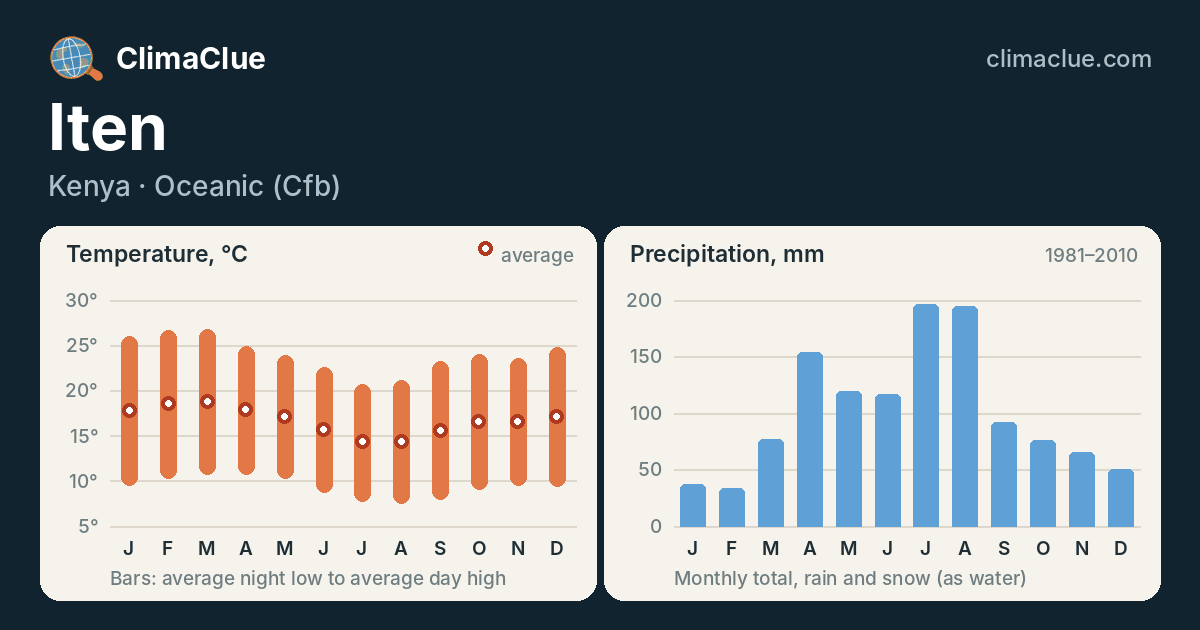 ClimaClue
climaclue.com
Iten
Kenya · Oceanic (Cfb)
Temperature, °C
average
30°
25°
20°
15°
10°
5°
J F M A M J J A S O N D
Bars: average night low to average day high
Precipitation, mm
1981–2010
200
150
100
50
0
J F M A M J J A S O N D
Monthly total, rain and snow (as water)